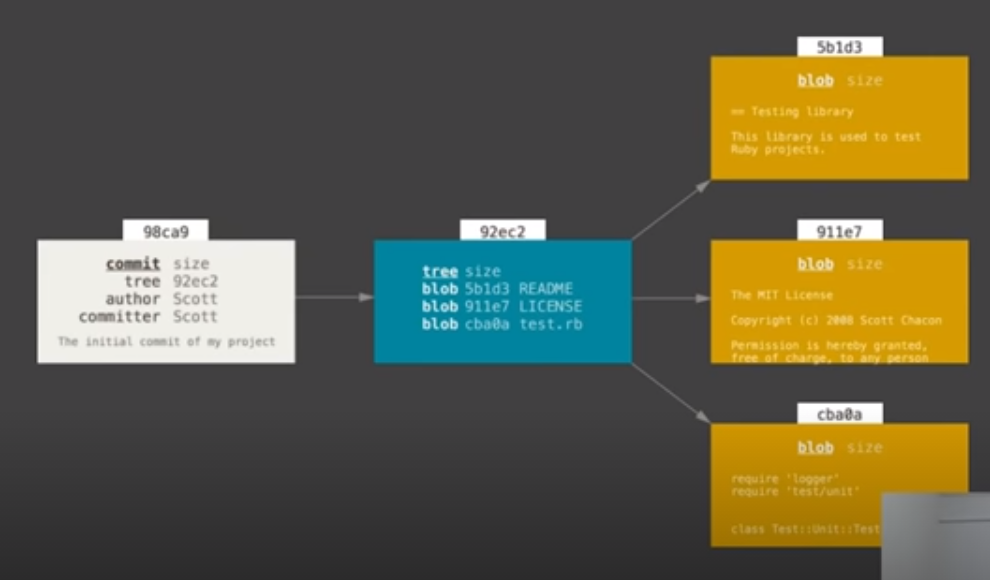 98ca9
commit size
tree 92ec2
author Scott
committer Scott
The initial commit of my project
92ec2
tree size
blob 5b1d3 README
blob 911e7 LICENSE
blob cba0a test.rb
5b1d3
blob size
== Testing library
This library is used to test
Ruby projects.
911e7
blob size
The MIT License
Copyright (c) 2008 Scott Chacon
Permission is hereby granted,
free of charge, to any person
cba0a
blob size
require 'logger'
require 'test/unit'
class Test::Unit::Test